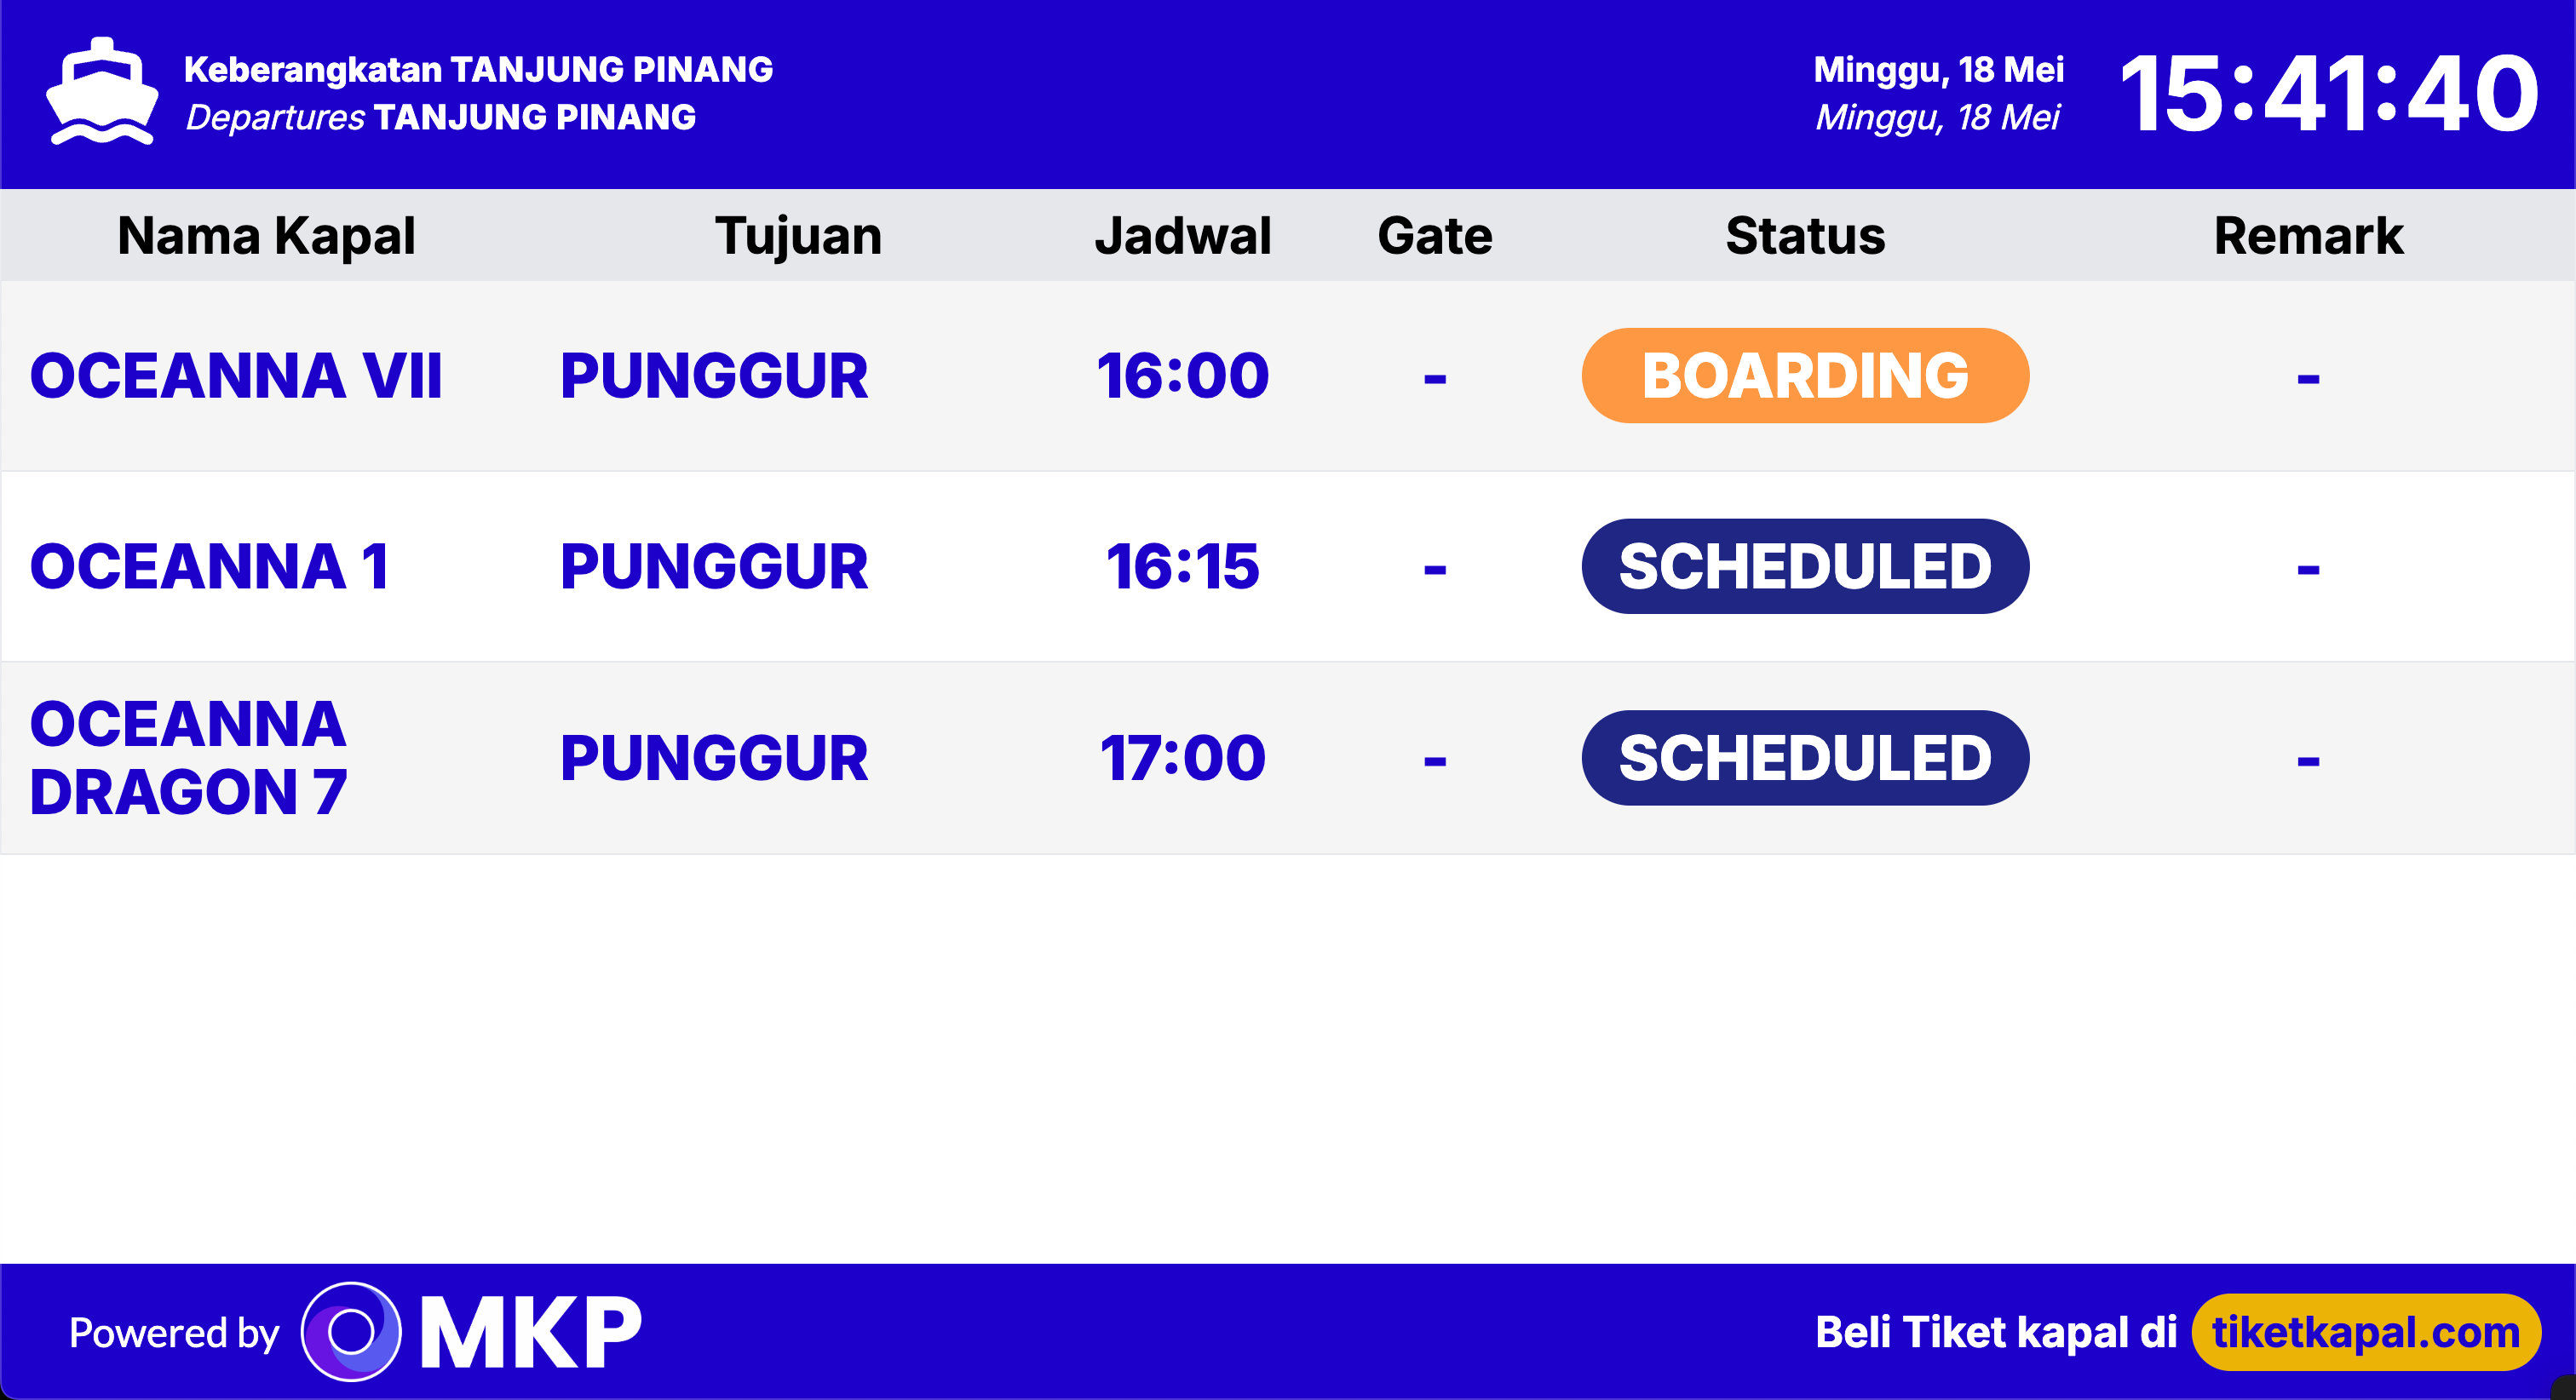 Keberangkatan TANJUNG PINANG
Departures TANJUNG PINANG
Minggu, 18 Mei
Minggu, 18 Mei
15:41:40
Nama Kapal Tujuan Jadwal Gate Status Remark
OCEANNA VII PUNGGUR 16:00 - BOARDING -
OCEANNA 1 PUNGGUR 16:15 - SCHEDULED -
OCEANNA
DRAGON 7 PUNGGUR 17:00 - SCHEDULED -
Powered by MKP
Beli Tiket kapal di tiketkapal.com